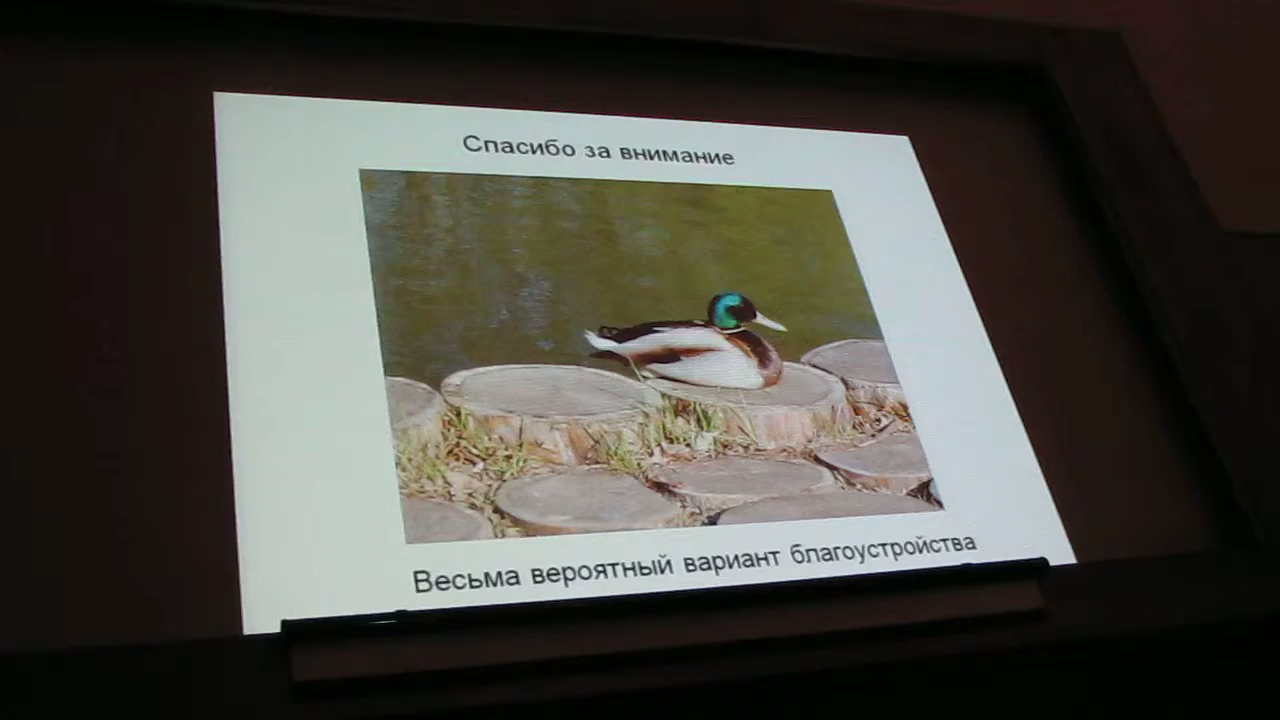 Спасибо за внимание
Весьма вероятный вариант благоустройства